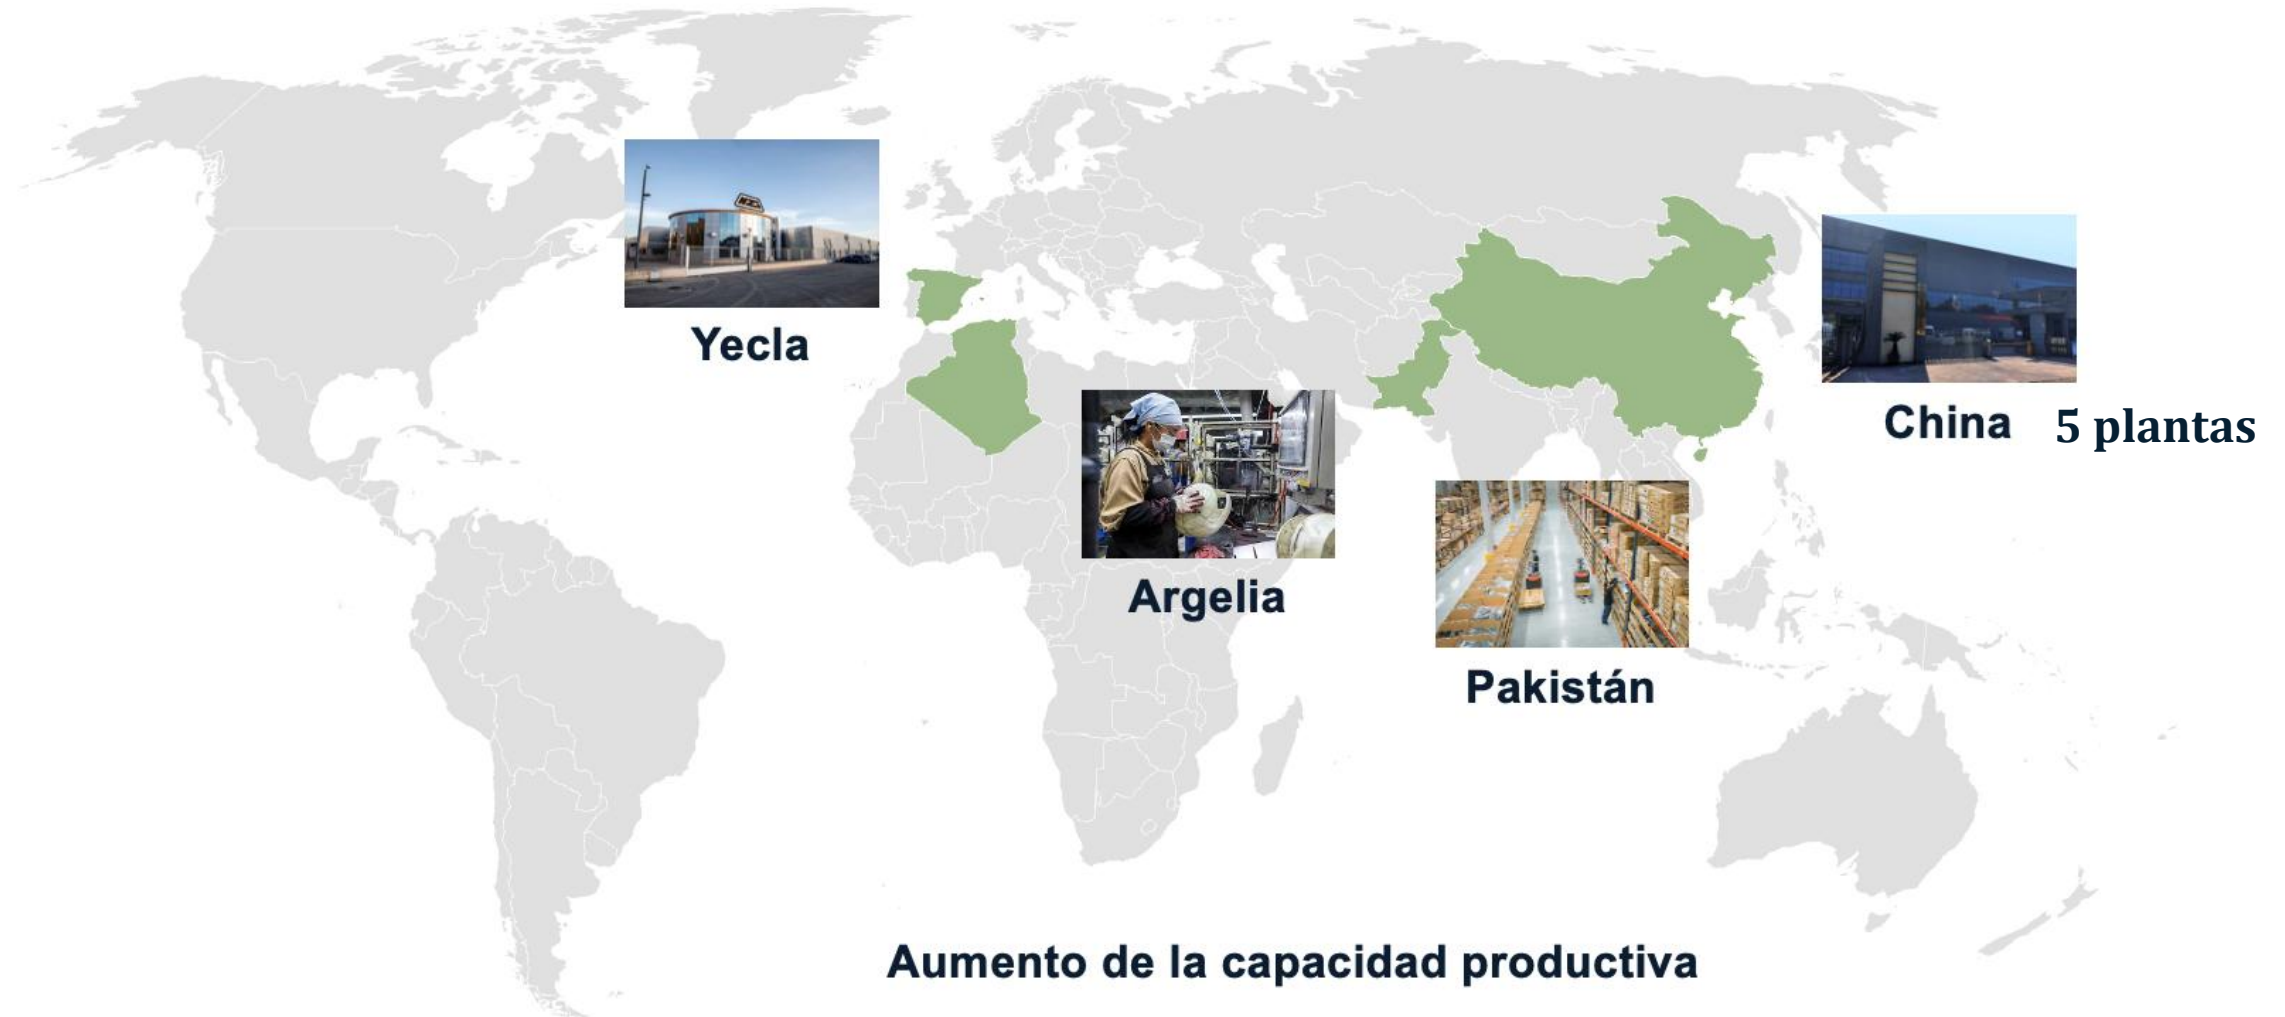 Yecla
China 5 plantas
Argelia
Pakistán
Aumento de la capacidad productiva